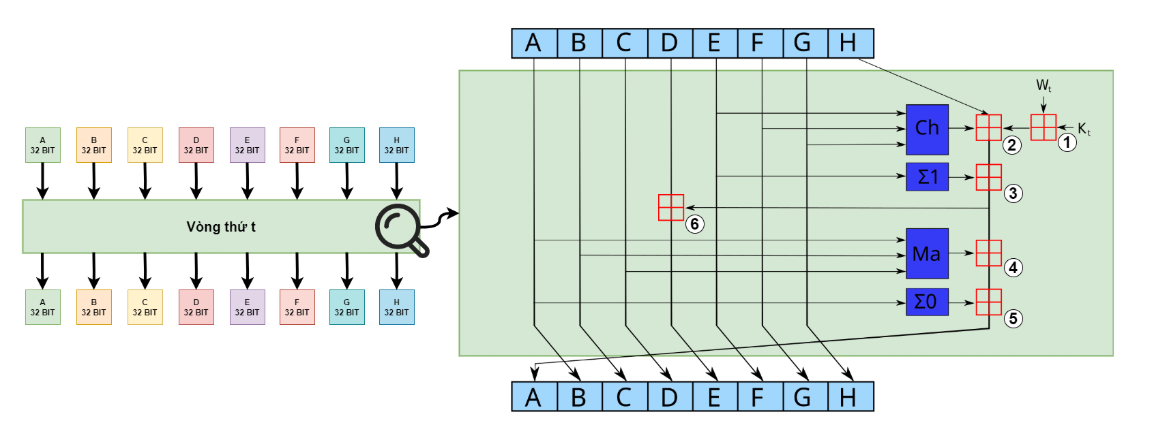 A B C D E F G H
W_t
A
32 BIT
B
32 BIT
C
32 BIT
D
32 BIT
E
32 BIT
F
32 BIT
G
32 BIT
H
32 BIT
Ch
2
1
K_t
Σ1
3
Vòng thứ t
6
Ma
4
Σ0
5
A
32 BIT
B
32 BIT
C
32 BIT
D
32 BIT
E
32 BIT
F
32 BIT
G
32 BIT
H
32 BIT
A B C D E F G H